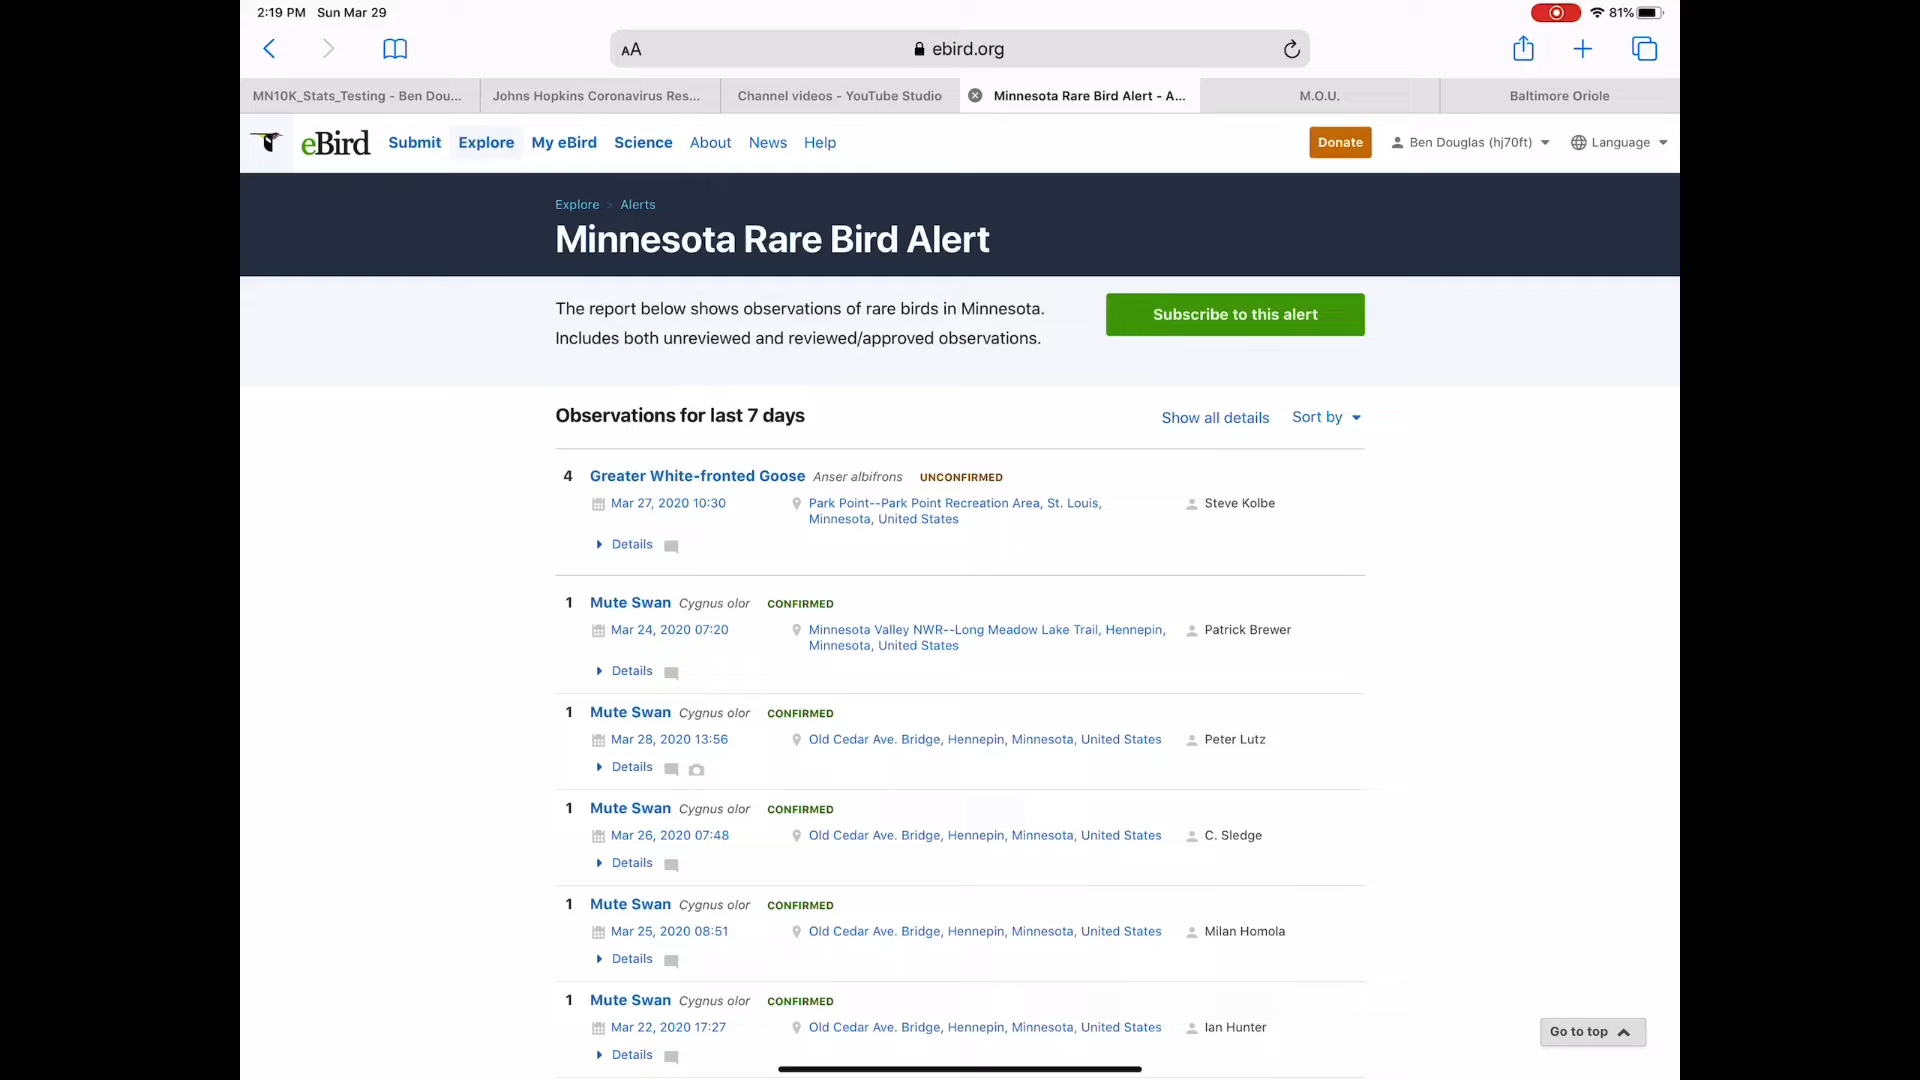 2:19 PM Sun Mar 29
81%
AA
ebird.org
MN10K_Stats_Testing - Ben Dou...
Johns Hopkins Coronavirus Res...
Channel videos - YouTube Studio
Minnesota Rare Bird Alert - A...
M.O.U.
Baltimore Oriole
eBird Submit Explore My eBird Science About News Help
Donate
Ben Douglas (hj70ft)
Language
Explore > Alerts
Minnesota Rare Bird Alert
The report below shows observations of rare birds in Minnesota.
Includes both unreviewed and reviewed/approved observations.
Subscribe to this alert
Observations for last 7 days
Show all details
Sort by
4 Greater White-fronted Goose Anser albifrons UNCONFIRMED
Mar 27, 2020 10:30
Park Point--Park Point Recreation Area, St. Louis,
Minnesota, United States
Steve Kolbe
Details
1 Mute Swan Cygnus olor CONFIRMED
Mar 24, 2020 07:20
Minnesota Valley NWR--Long Meadow Lake Trail, Hennepin,
Minnesota, United States
Patrick Brewer
Details
1 Mute Swan Cygnus olor CONFIRMED
Mar 28, 2020 13:56
Old Cedar Ave. Bridge, Hennepin, Minnesota, United States
Peter Lutz
Details
1 Mute Swan Cygnus olor CONFIRMED
Mar 26, 2020 07:48
Old Cedar Ave. Bridge, Hennepin, Minnesota, United States
C. Sledge
Details
1 Mute Swan Cygnus olor CONFIRMED
Mar 25, 2020 08:51
Old Cedar Ave. Bridge, Hennepin, Minnesota, United States
Milan Homola
Details
1 Mute Swan Cygnus olor CONFIRMED
Mar 22, 2020 17:27
Old Cedar Ave. Bridge, Hennepin, Minnesota, United States
Ian Hunter
Details
Go to top